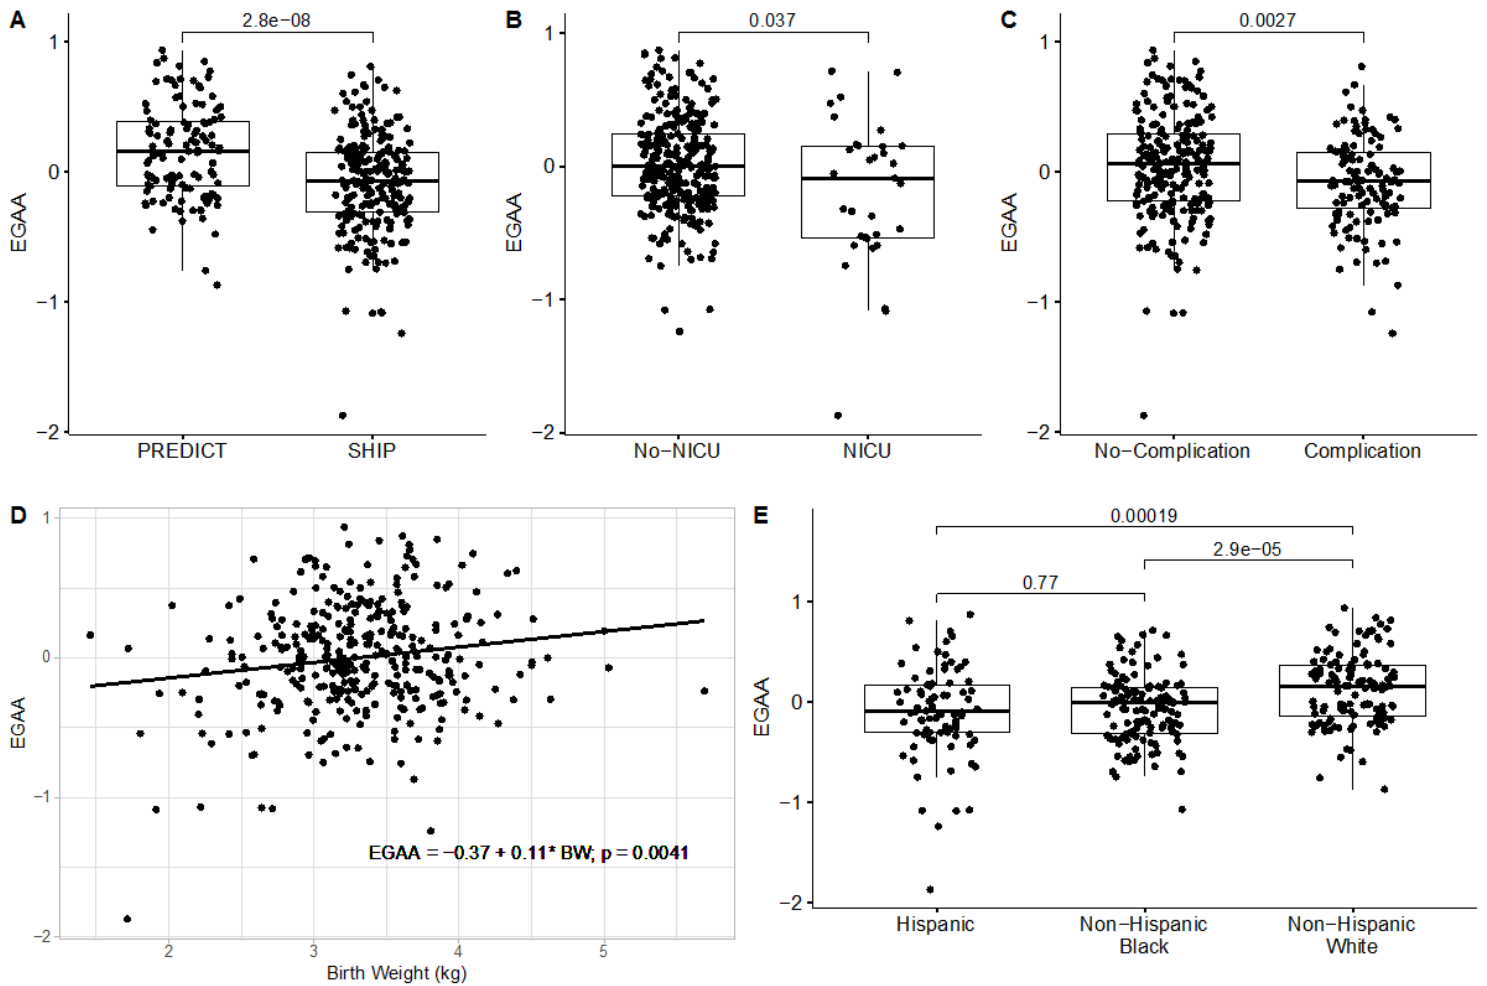 A
2.8e−08
EGAA
1
0
−1
−2
PREDICT
SHIP
B
0.037
EGAA
1
0
−1
−2
No−NICU
NICU
C
0.0027
EGAA
1
0
−1
−2
No−Complication
Complication
D
EGAA
1
0
−1
−2
EGAA = −0.37 + 0.11* BW; p = 0.0041
2
3
4
5
Birth Weight (kg)
E
0.00019
2.9e−05
0.77
EGAA
1
0
−1
−2
Hispanic
Non−Hispanic
Black
Non−Hispanic
White